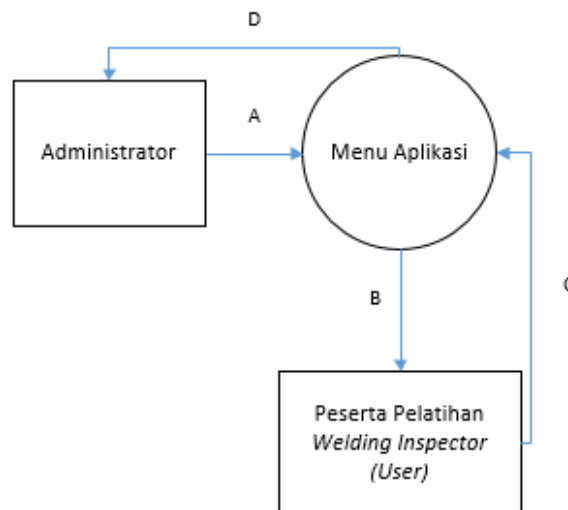 D
A
Administrator
Menu Aplikasi
B
C
Peserta Pelatihan
Welding Inspector
(User)